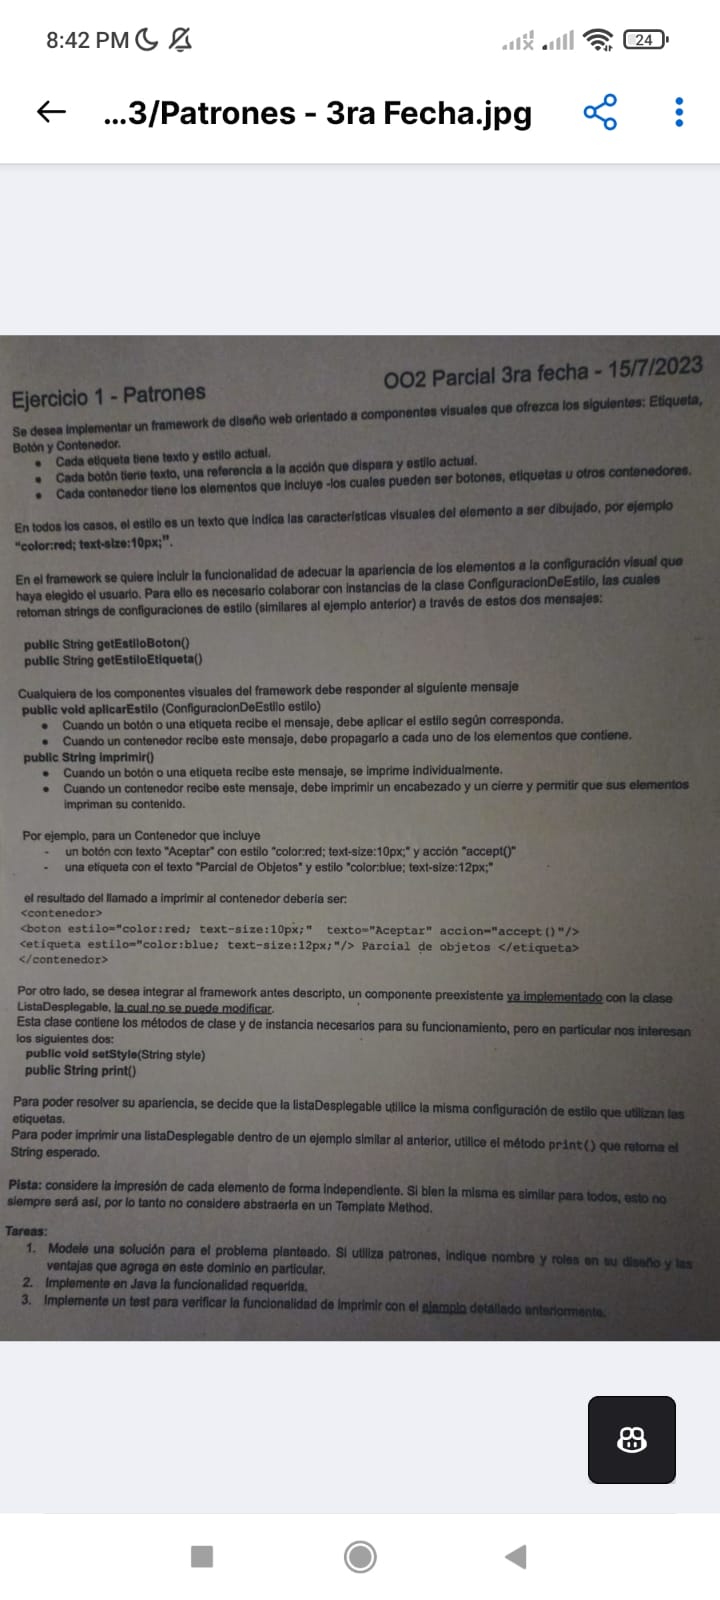 8:42 PM
24
...3/Patrones - 3ra Fecha.jpg
OO2 Parcial 3ra fecha - 15/7/2023
Ejercicio 1 - Patrones
Se desea implementar un framework de diseño web orientado a componentes visuales que ofrezca los siguientes: Etiqueta,
Botón y Contenedor.
• Cada etiqueta tiene texto y estilo actual.
• Cada botón tiene texto, una referencia a la acción que dispara y estilo actual.
• Cada contenedor tiene los elementos que incluye -los cuales pueden ser botones, etiquetas u otros contenedores.
En todos los casos, el estilo es un texto que indica las características visuales del elemento a ser dibujado, por ejemplo
"color:red; text-size:10px;".
En el framework se quiere incluir la funcionalidad de adecuar la apariencia de los elementos a la configuración visual que
haya elegido el usuario. Para ello es necesario colaborar con instancias de la clase ConfiguracionDeEstilo, las cuales
retornan strings de configuraciones de estilo (similares al ejemplo anterior) a través de estos dos mensajes:
public String getEstiloBoton()
public String getEstiloEtiqueta()
Cualquiera de los componentes visuales del framework debe responder al siguiente mensaje
public void aplicarEstilo (ConfiguracionDeEstilo estilo)
• Cuando un botón o una etiqueta recibe el mensaje, debe aplicar el estilo según corresponda.
• Cuando un contenedor recibe este mensaje, debe propagarlo a cada uno de los elementos que contiene.
public String imprimir()
• Cuando un botón o una etiqueta recibe este mensaje, se imprime individualmente.
• Cuando un contenedor recibe este mensaje, debe imprimir un encabezado y un cierre y permitir que sus elementos
impriman su contenido.
Por ejemplo, para un Contenedor que incluye
- un botón con texto "Aceptar" con estilo "color:red; text-size:10px;" y acción "accept()"
- una etiqueta con el texto "Parcial de Objetos" y estilo "color:blue; text-size:12px;"
el resultado del llamado a imprimir al contenedor debería ser:
<contenedor>
<boton estilo="color:red; text-size:10px;" texto="Aceptar" accion="accept()"/>
<etiqueta estilo="color:blue; text-size:12px;"/> Parcial de objetos </etiqueta>
</contenedor>
Por otro lado, se desea integrar al framework antes descripto, un componente preexistente ya implementado con la clase
ListaDesplegable, la cual no se puede modificar.
Esta clase contiene los métodos de clase y de instancia necesarios para su funcionamiento, pero en particular nos interesan
los siguientes dos:
public void setStyle(String style)
public String print()
Para poder resolver su apariencia, se decide que la listaDesplegable utilice la misma configuración de estilo que utilizan las
etiquetas.
Para poder imprimir una listaDesplegable dentro de un ejemplo similar al anterior, utilice el método print() que retorna el
String esperado.
Pista: considere la impresión de cada elemento de forma independiente. Si bien la misma es similar para todos, esto no
siempre será así, por lo tanto no considere abstraerla en un Template Method.
Tareas:
1. Modele una solución para el problema planteado. Si utiliza patrones, indique nombre y roles en su diseño y las
ventajas que agrega en este dominio en particular.
2. Implemente en Java la funcionalidad requerida.
3. Implemente un test para verificar la funcionalidad de imprimir con el ejemplo detallado anteriormente.